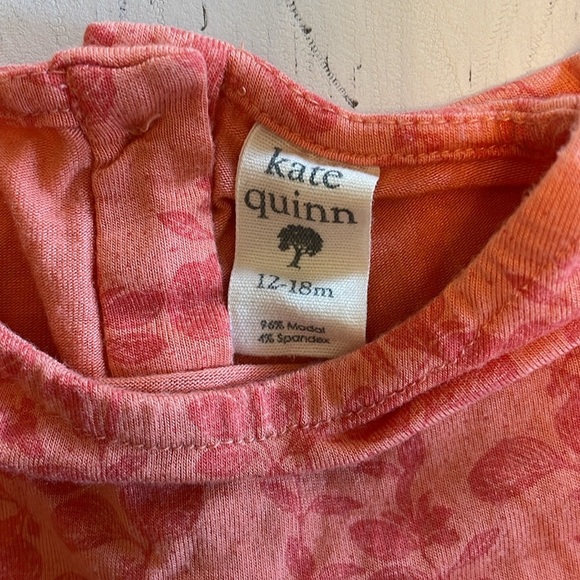 kate
quinn
12-18m
96% Modal
4% Spandex